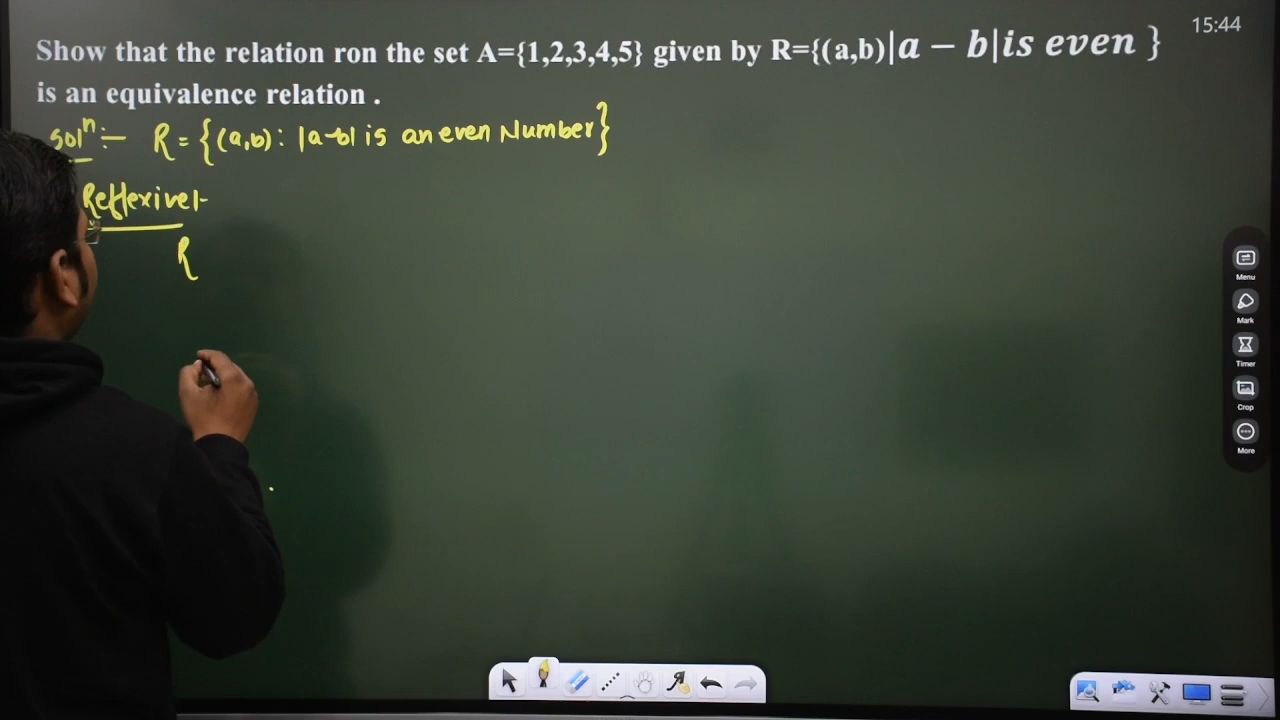 15:44
Show that the relation ron the set A={1,2,3,4,5} given by R={(a,b)|a − b|is even }
is an equivalence relation .
Solⁿ:– R = {(a,b) : |a-b| is an even Number}
Reflexive:-
R
Menu
Mark
Timer
Crop
More